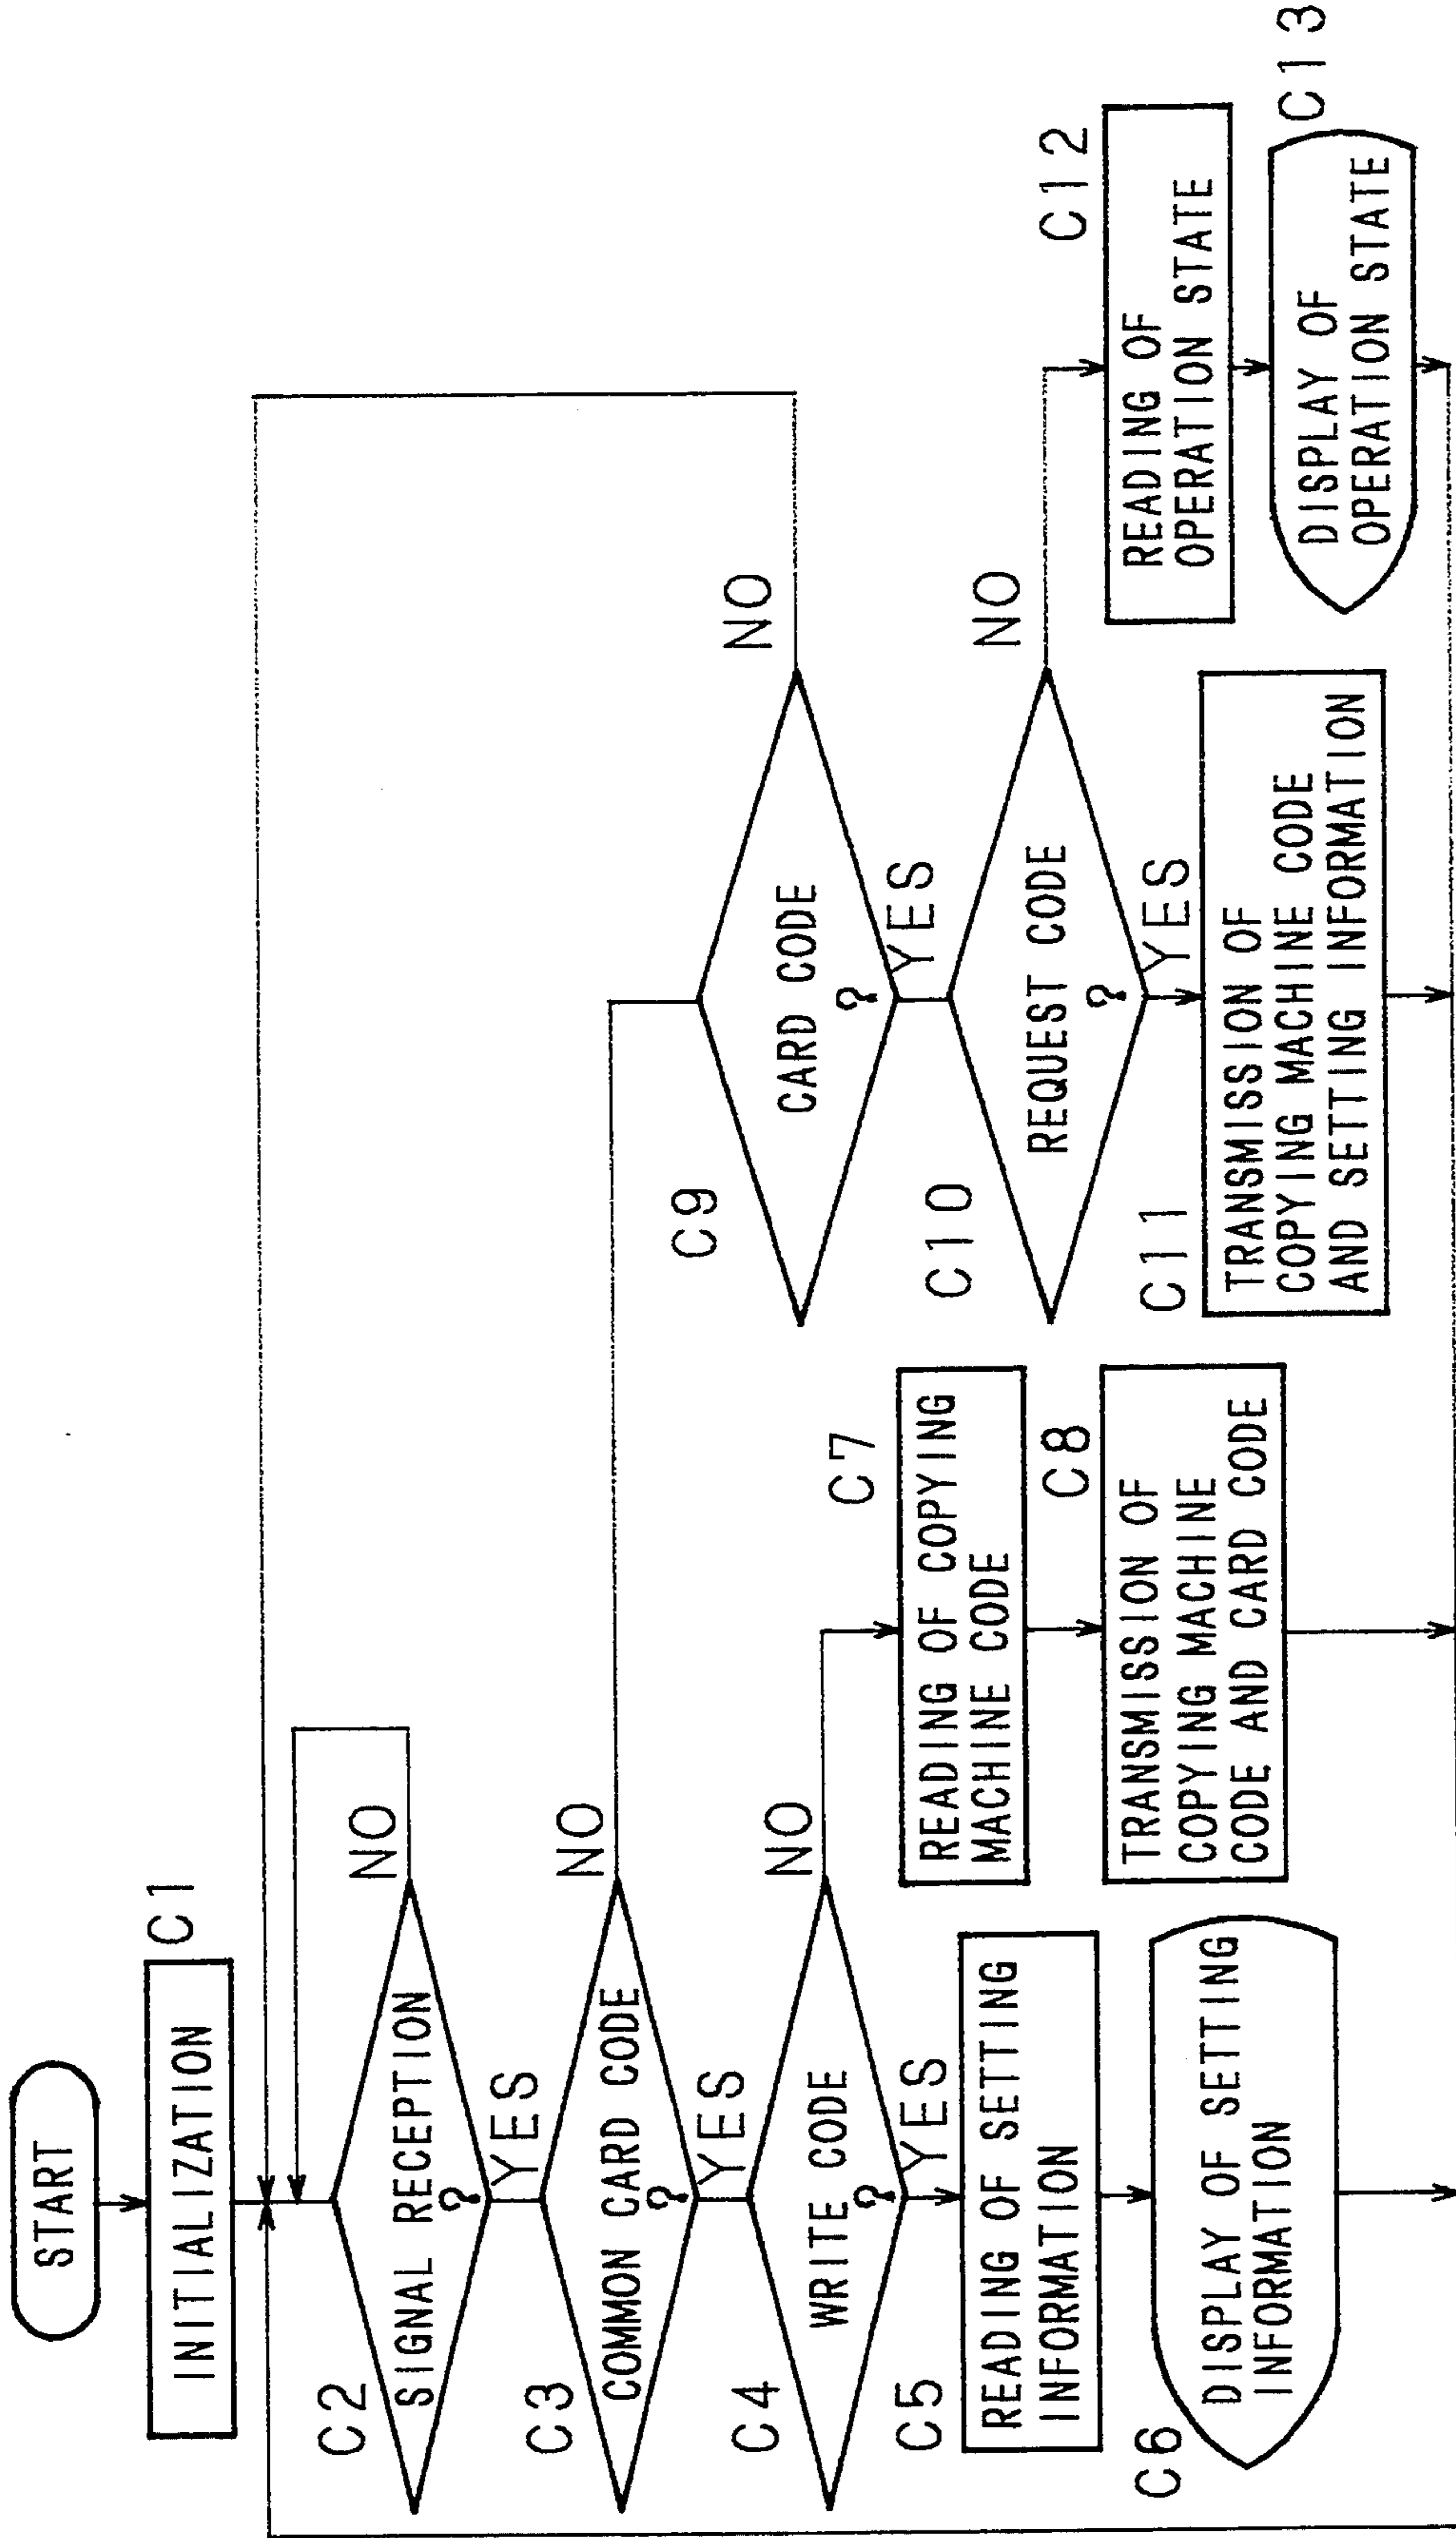 START
C1
INITIALIZATION
C2
SIGNAL RECEPTION
?
NO
YES
C3
COMMON CARD CODE
?
NO
YES
C4
WRITE CODE
?
NO
YES
C5
READING OF SETTING
INFORMATION
C6
DISPLAY OF SETTING
INFORMATION
C7
READING OF COPYING
MACHINE CODE
C8
TRANSMISSION OF
COPYING MACHINE
CODE AND CARD CODE
C9
CARD CODE
?
NO
YES
C10
REQUEST CODE
?
NO
YES
C11
TRANSMISSION OF
COPYING MACHINE CODE
AND SETTING INFORMATION
C12
READING OF
OPERATION STATE
C13
DISPLAY OF
OPERATION STATE